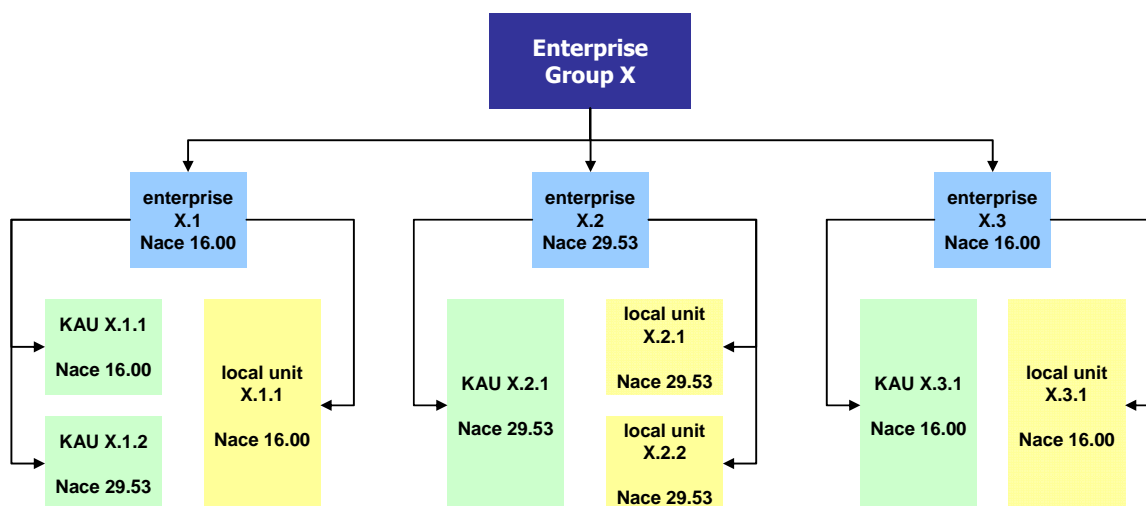 Enterprise
Group X
enterprise
X.1
Nace 16.00
enterprise
X.2
Nace 29.53
enterprise
X.3
Nace 16.00
KAU X.1.1
Nace 16.00
KAU X.1.2
Nace 29.53
local unit
X.1.1
Nace 16.00
KAU X.2.1
Nace 29.53
local unit
X.2.1
Nace 29.53
local unit
X.2.2
Nace 29.53
KAU X.3.1
Nace 16.00
local unit
X.3.1
Nace 16.00